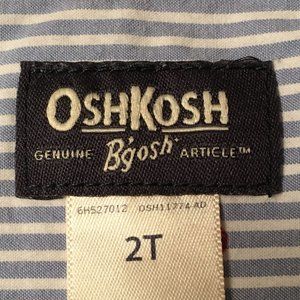 OSHKOSH
GENUINE B'gosh ARTICLE™
6H527012 OSH11774 AD
2T